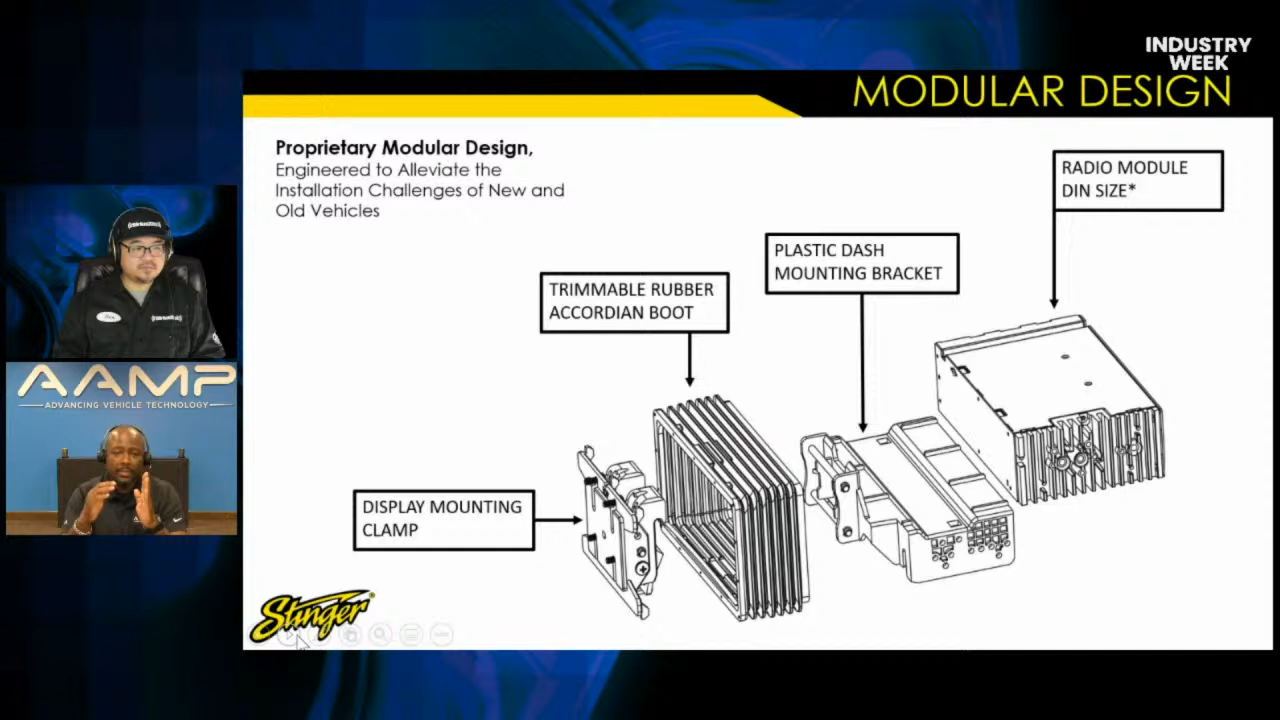 INDUSTRY
WEEK
MODULAR DESIGN
Proprietary Modular Design,
Engineered to Alleviate the
Installation Challenges of New and
Old Vehicles
RADIO MODULE
DIN SIZE*
PLASTIC DASH
MOUNTING BRACKET
TRIMMABLE RUBBER
ACCORDIAN BOOT
DISPLAY MOUNTING
CLAMP
AAMP
ADVANCING VEHICLE TECHNOLOGY
Stinger